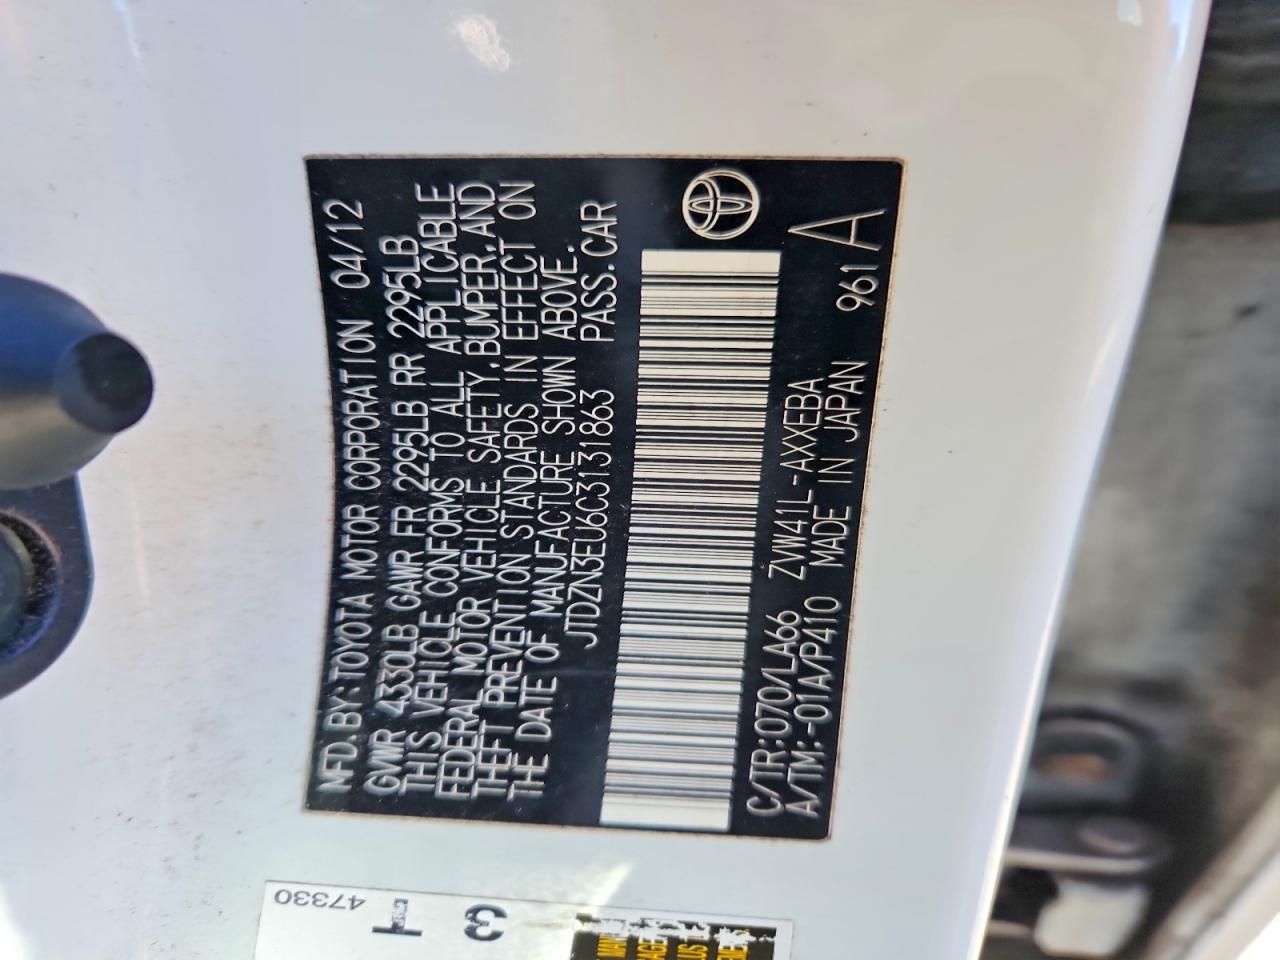 MFD.BY:TOYOTA MOTOR CORPORATION 04/12
GVWR 4330LB GAWR FR 2295LB RR 2295LB
THIS VEHICLE CONFORMS TO ALL APPLICABLE
FEDERAL MOTOR VEHICLE SAFETY,BUMPER,AND
THEFT PREVENTION STANDARDS IN EFFECT ON
THE DATE OF MANUFACTURE SHOWN ABOVE.
JTDZN3EU6C3131863 PASS.CAR
C/TR:070/LA66 ZVW41L-AXXEBA
A/TM:-01A/P410 MADE IN JAPAN 961 A
47330
T
3